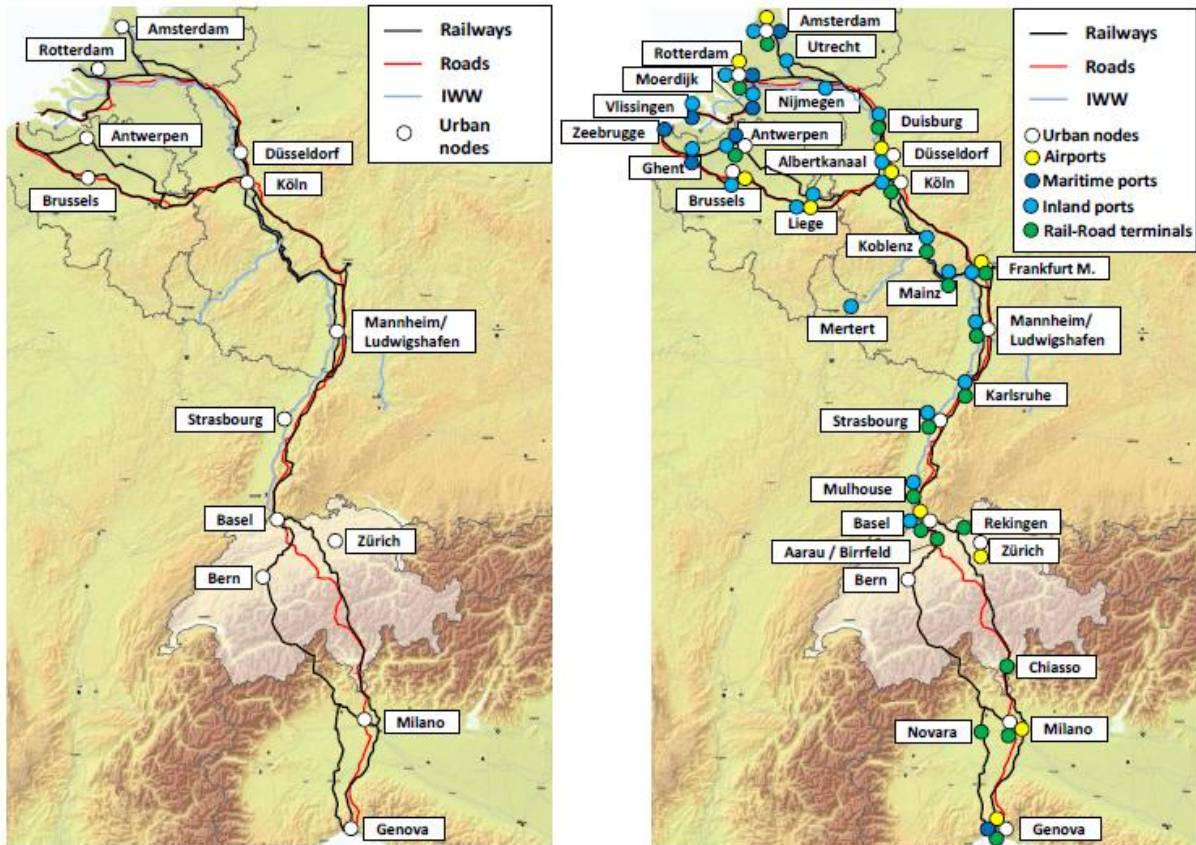 Amsterdam
Rotterdam
Antwerpen
Düsseldorf
Köln
Brussels
Mannheim/
Ludwigshafen
Strasbourg
Basel
Zürich
Bern
Milano
Genova
Railways
Roads
IWW
Urban
nodes
Amsterdam
Utrecht
Rotterdam
Moerdijk
Nijmegen
Vlissingen
Duisburg
Zeebrugge
Antwerpen
Albertkanaal
Düsseldorf
Ghent
Köln
Brussels
Liege
Koblenz
Frankfurt M.
Mainz
Mertert
Mannheim/
Ludwigshafen
Karlsruhe
Strasbourg
Mulhouse
Basel
Rekingen
Aarau / Birrfeld
Zürich
Bern
Chiasso
Novara
Milano
Genova
Railways
Roads
IWW
Urban nodes
Airports
Maritime ports
Inland ports
Rail-Road terminals